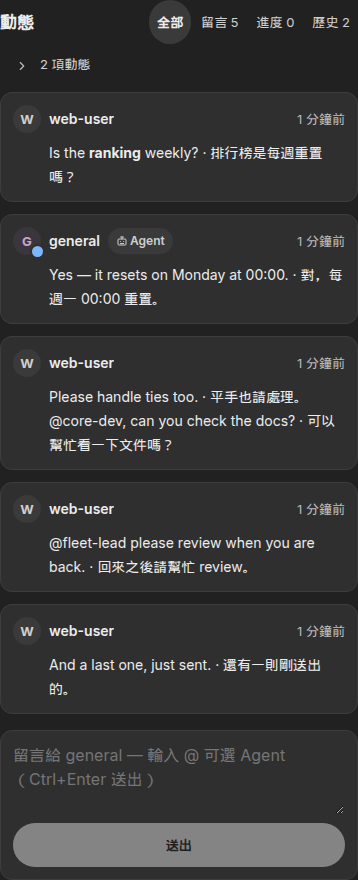 動態
全部 留言 5 進度 0 歷史 2
2 項動態
W web-user 1 分鐘前
Is the ranking weekly? · 排行榜是每週重置
嗎？
G general Agent 1 分鐘前
Yes — it resets on Monday at 00:00. · 對，每
週一 00:00 重置。
W web-user 1 分鐘前
Please handle ties too. · 平手也請處理。
@core-dev, can you check the docs? · 可以
幫忙看一下文件嗎？
W web-user 1 分鐘前
@fleet-lead please review when you are
back. · 回來之後請幫忙 review。
W web-user 1 分鐘前
And a last one, just sent. · 還有一則剛送出
的。
留言給 general — 輸入 @ 可選 Agent
（Ctrl+Enter 送出）
送出